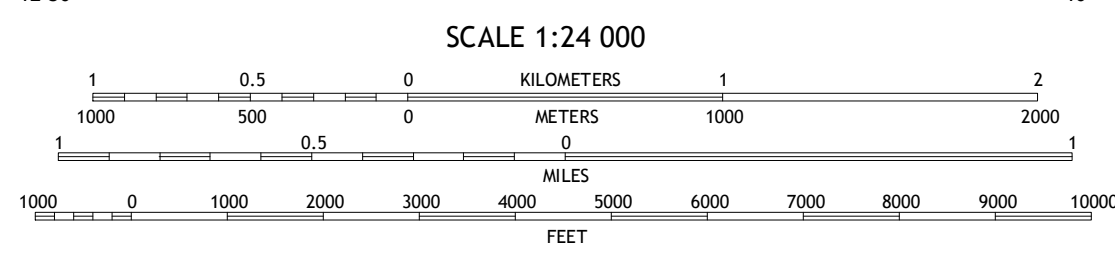 SCALE 1:24 000
1 0.5 0 KILOMETERS 1 2
1000 500 0 METERS 1000 2000
1 0.5 0 1
MILES
1000 0 1000 2000 3000 4000 5000 6000 7000 8000 9000 10000
FEET